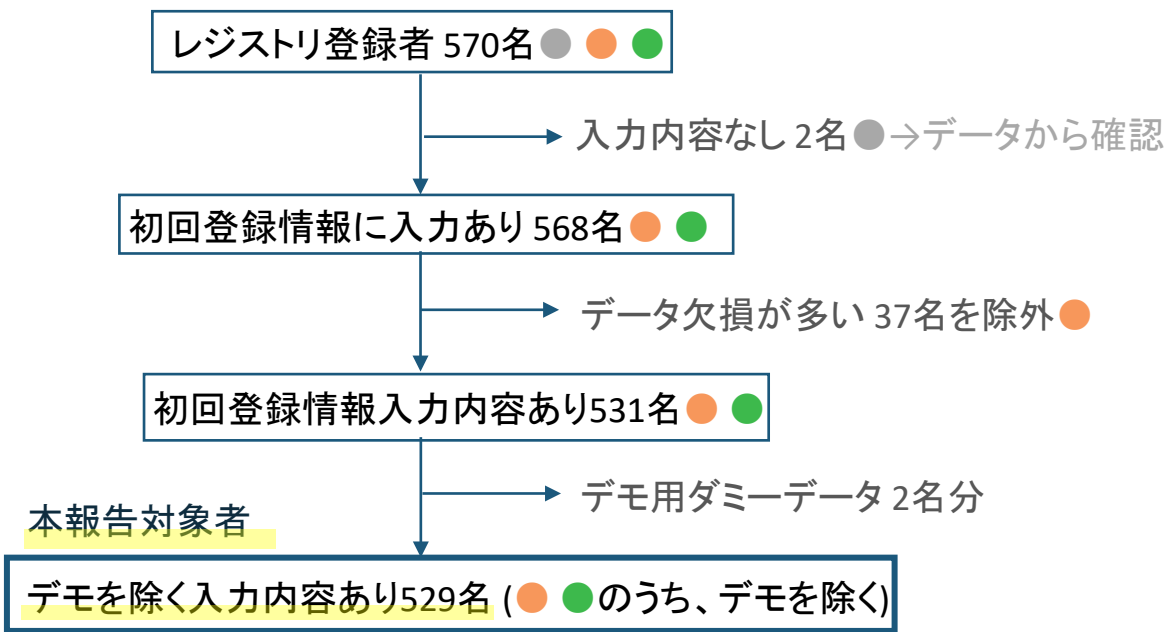 レジストリ登録者 570名● ● ●
入力内容なし 2名●→データから確認
初回登録情報に入力あり 568名● ●
データ欠損が多い 37名を除外●
初回登録情報入力内容あり531名● ●
デモ用ダミーデータ 2名分
本報告対象者
デモを除く入力内容あり529名 (● ●のうち、デモを除く)